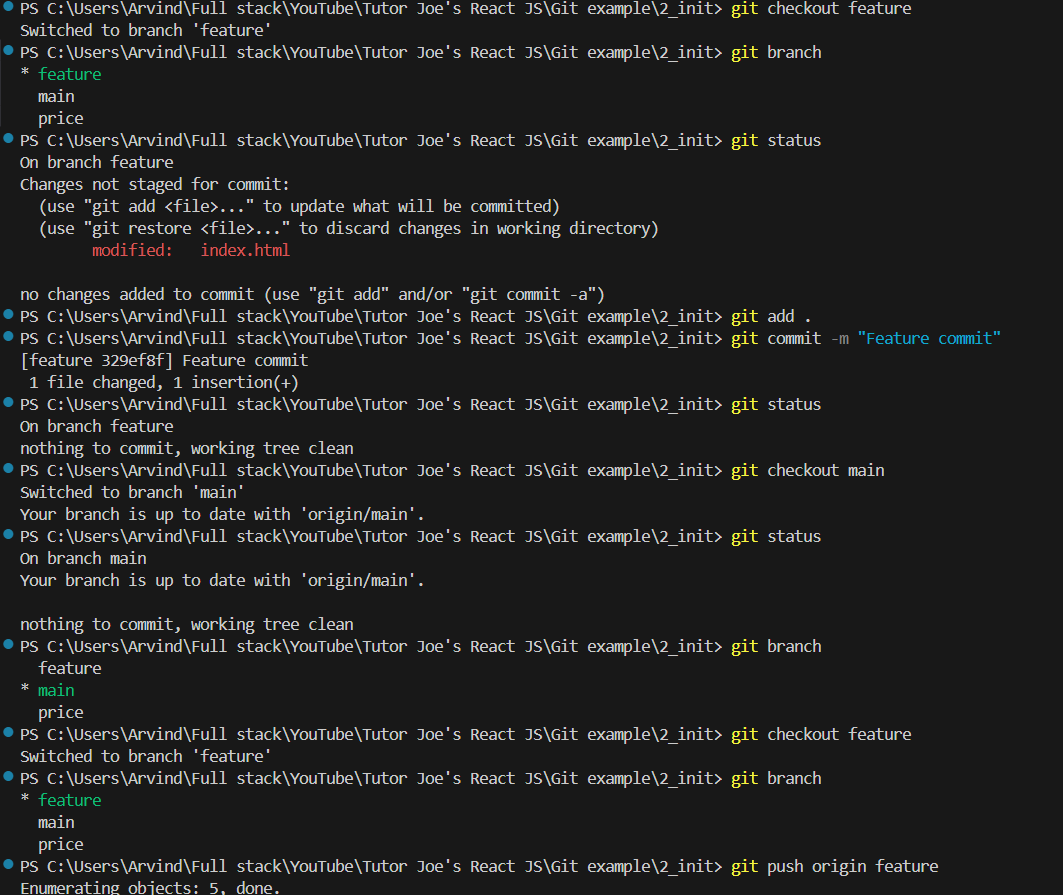 PS C:\Users\Arvind\Full stack\YouTube\Tutor Joe's React JS\Git example\2_init> git checkout feature
Switched to branch 'feature'
PS C:\Users\Arvind\Full stack\YouTube\Tutor Joe's React JS\Git example\2_init> git branch
* feature
  main
  price
PS C:\Users\Arvind\Full stack\YouTube\Tutor Joe's React JS\Git example\2_init> git status
On branch feature
Changes not staged for commit:
  (use "git add <file>..." to update what will be committed)
  (use "git restore <file>..." to discard changes in working directory)
        modified:   index.html

no changes added to commit (use "git add" and/or "git commit -a")
PS C:\Users\Arvind\Full stack\YouTube\Tutor Joe's React JS\Git example\2_init> git add .
PS C:\Users\Arvind\Full stack\YouTube\Tutor Joe's React JS\Git example\2_init> git commit -m "Feature commit"
[feature 329ef8f] Feature commit
 1 file changed, 1 insertion(+)
PS C:\Users\Arvind\Full stack\YouTube\Tutor Joe's React JS\Git example\2_init> git status
On branch feature
nothing to commit, working tree clean
PS C:\Users\Arvind\Full stack\YouTube\Tutor Joe's React JS\Git example\2_init> git checkout main
Switched to branch 'main'
Your branch is up to date with 'origin/main'.
PS C:\Users\Arvind\Full stack\YouTube\Tutor Joe's React JS\Git example\2_init> git status
On branch main
Your branch is up to date with 'origin/main'.

nothing to commit, working tree clean
PS C:\Users\Arvind\Full stack\YouTube\Tutor Joe's React JS\Git example\2_init> git branch
  feature
* main
  price
PS C:\Users\Arvind\Full stack\YouTube\Tutor Joe's React JS\Git example\2_init> git checkout feature
Switched to branch 'feature'
PS C:\Users\Arvind\Full stack\YouTube\Tutor Joe's React JS\Git example\2_init> git branch
* feature
  main
  price
PS C:\Users\Arvind\Full stack\YouTube\Tutor Joe's React JS\Git example\2_init> git push origin feature
Enumerating objects: 5, done.